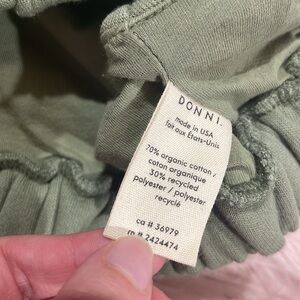 DONNI.
made in USA
fait aux États-Unis
70% organic cotton /
coton organique
30% recycled
polyester / polyester
recyclé
ca # 36979
rn # 2424474